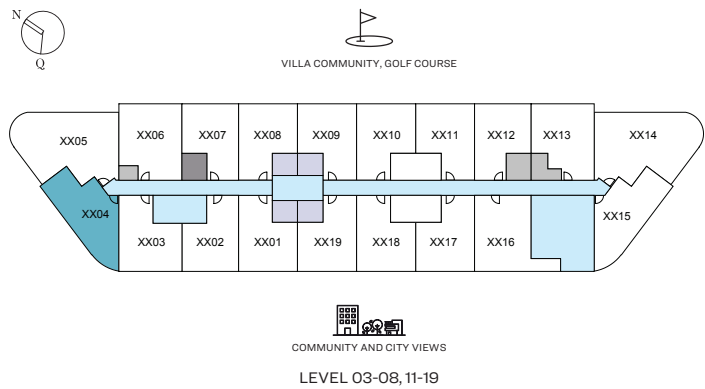 N
Q
VILLA COMMUNITY, GOLF COURSE
XX05 XX06 XX07 XX08 XX09 XX10 XX11 XX12 XX13 XX14
XX04 XX15
XX03 XX02 XX01 XX19 XX18 XX17 XX16
COMMUNITY AND CITY VIEWS
LEVEL 03-08, 11-19